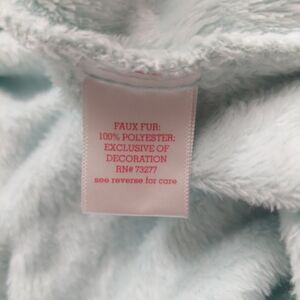 FAUX FUR:
100% POLYESTER;
EXCLUSIVE OF
DECORATION
RN# 73277
see reverse for care